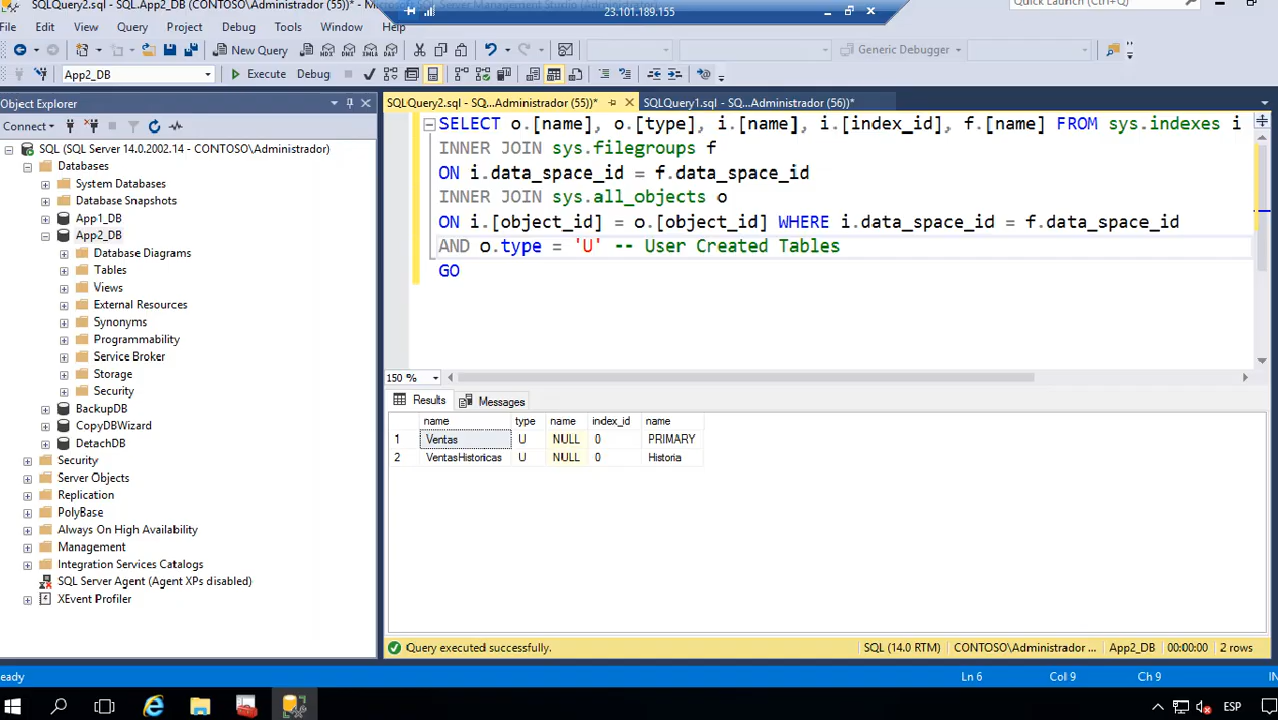 SQLQuery2.sql - SQL.App2_DB (CONTOSO\Administrador (55))* - Microsoft SQL Server Management Studio (Administrador)
23.101.189.155
Quick Launch (Ctrl+Q)
File Edit View Query Project Debug Tools Window Help
New Query Generic Debugger
App2_DB Execute Debug
Object Explorer
Connect
SQL (SQL Server 14.0.2002.14 - CONTOSO\Administrador)
Databases
System Databases
Database Snapshots
App1_DB
App2_DB
Database Diagrams
Tables
Views
External Resources
Synonyms
Programmability
Service Broker
Storage
Security
BackupDB
CopyDBWizard
DetachDB
Security
Server Objects
Replication
PolyBase
Always On High Availability
Management
Integration Services Catalogs
SQL Server Agent (Agent XPs disabled)
XEvent Profiler
SQLQuery2.sql - SQ...Administrador (55))* SQLQuery1.sql - SQ...Administrador (56))*
SELECT o.[name], o.[type], i.[name], i.[index_id], f.[name] FROM sys.indexes i
INNER JOIN sys.filegroups f
ON i.data_space_id = f.data_space_id
INNER JOIN sys.all_objects o
ON i.[object_id] = o.[object_id] WHERE i.data_space_id = f.data_space_id
AND o.type = 'U' -- User Created Tables
GO
150 %
Results Messages
name type name index_id name
1 Ventas U NULL 0 PRIMARY
2 VentasHistoricas U NULL 0 Historia
Query executed successfully. SQL (14.0 RTM) CONTOSO\Administrador ... App2_DB 00:00:00 2 rows
eady Ln 6 Col 9 Ch 9 IN
ESP